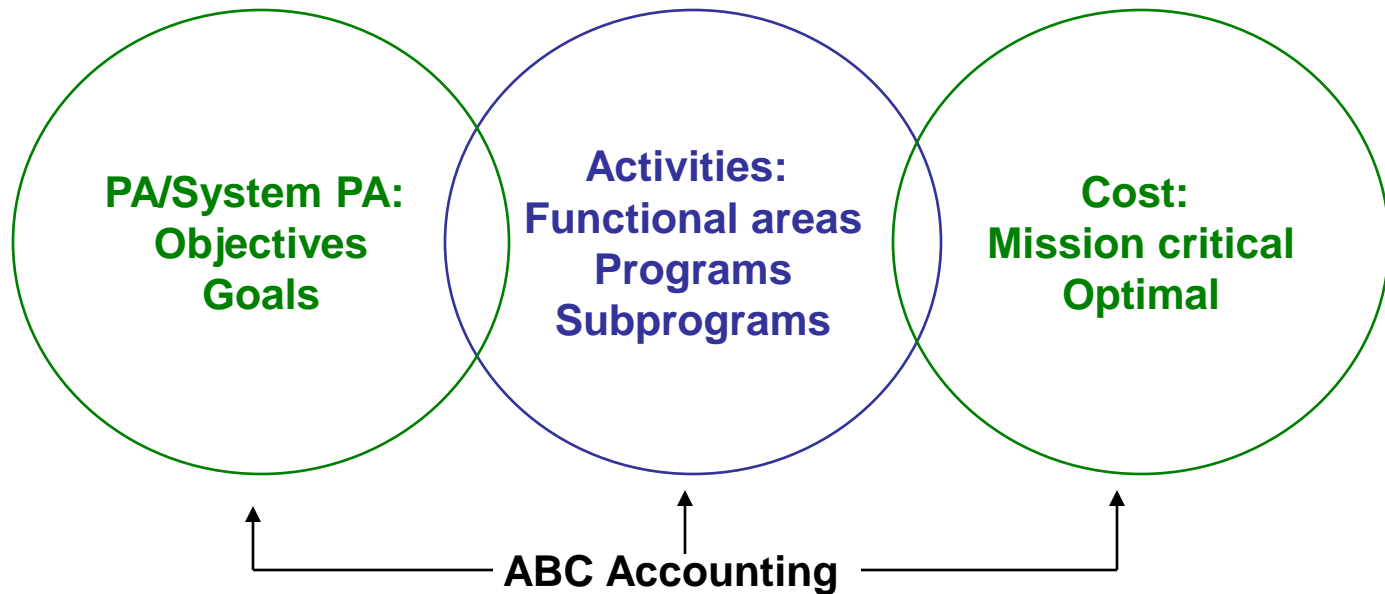 PA/System PA:
Objectives
Goals
Activities:
Functional areas
Programs
Subprograms
Cost:
Mission critical
Optimal
ABC Accounting